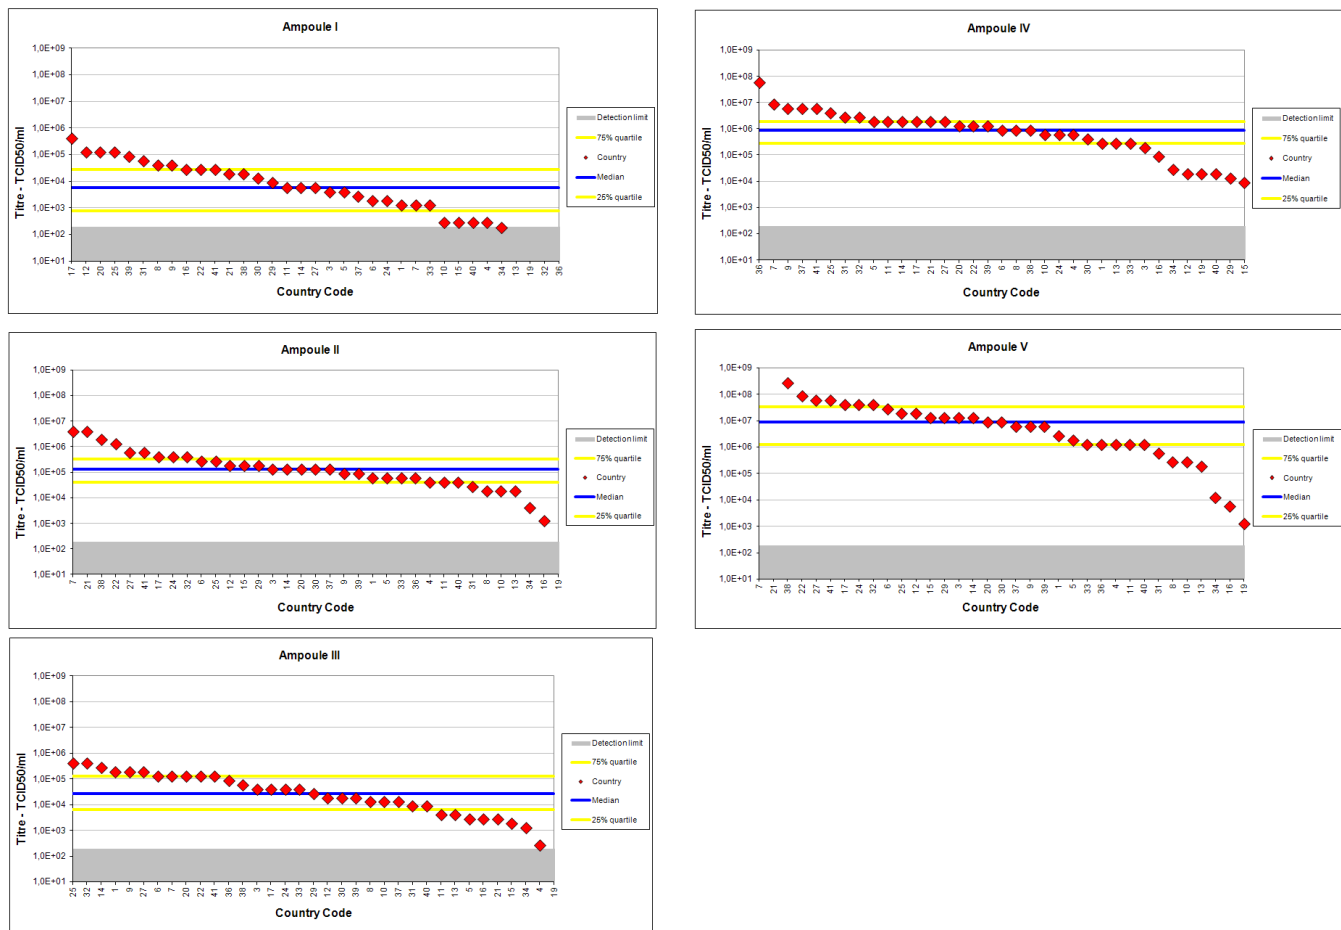 Ampoule I
Titre - TCID50/ml
1,0E+09
1,0E+08
1,0E+07
1,0E+06
1,0E+05
1,0E+04
1,0E+03
1,0E+02
1,0E+01
17 12 20 25 39 31 8 9 16 22 41 21 38 30 29 11 14 27 3 5 37 6 24 1 7 33 10 15 40 4 34 13 19 32 36
Country Code
Detection limit
75% quartile
Country
Median
25% quartile
Ampoule IV
Titre - TCID50/ml
1,0E+09
1,0E+08
1,0E+07
1,0E+06
1,0E+05
1,0E+04
1,0E+03
1,0E+02
1,0E+01
36 7 9 37 41 25 31 32 5 11 14 17 21 27 20 22 39 6 8 38 10 24 4 30 1 13 33 3 16 34 12 19 40 29 15
Country Code
Detection limit
75% quartile
Country
Median
25% quartile
Ampoule II
Titre - TCID50/ml
1,0E+09
1,0E+08
1,0E+07
1,0E+06
1,0E+05
1,0E+04
1,0E+03
1,0E+02
1,0E+01
7 21 38 22 27 41 17 24 32 6 25 12 15 29 3 14 20 30 37 9 39 1 5 33 36 4 11 40 31 8 10 13 34 16 19
Country Code
Detection limit
75% quartile
Country
Median
25% quartile
Ampoule V
Titre - TCID50/ml
1,0E+09
1,0E+08
1,0E+07
1,0E+06
1,0E+05
1,0E+04
1,0E+03
1,0E+02
1,0E+01
7 21 38 22 27 41 17 24 32 6 25 12 15 29 3 14 20 30 37 9 39 1 5 33 36 4 11 40 31 8 10 13 34 16 19
Country Code
Detection limit
75% quartile
Country
Median
25% quartile
Ampoule III
Titre - TCID50/ml
1,0E+09
1,0E+08
1,0E+07
1,0E+06
1,0E+05
1,0E+04
1,0E+03
1,0E+02
1,0E+01
25 32 14 1 9 27 6 7 20 22 41 36 38 3 17 24 33 29 12 30 39 8 10 37 31 40 11 13 5 16 21 15 34 4 19
Country Code
Detection limit
75% quartile
Country
Median
25% quartile